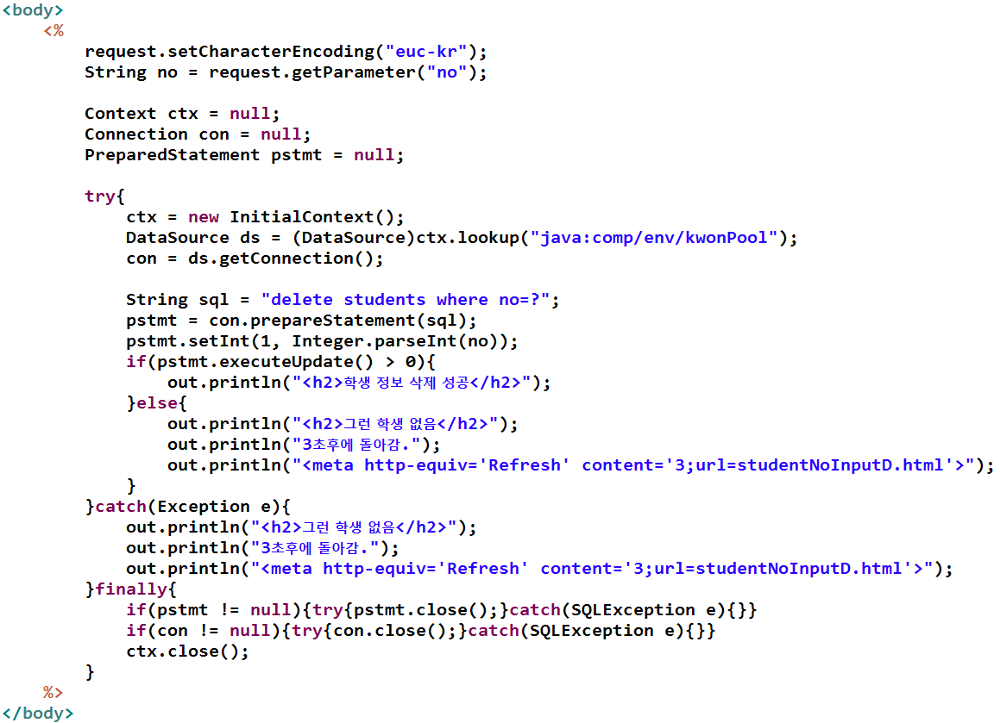 <body>
<%
request.setCharacterEncoding("euc-kr");
String no = request.getParameter("no");
Context ctx = null;
Connection con = null;
PreparedStatement pstmt = null;
try{
ctx = new InitialContext();
DataSource ds = (DataSource)ctx.lookup("java:comp/env/kwonPool");
con = ds.getConnection();
String sql = "delete students where no=?";
pstmt = con.prepareStatement(sql);
pstmt.setInt(1, Integer.parseInt(no));
if(pstmt.executeUpdate() > 0){
out.println("<h2>학생 정보 삭제 성공</h2>");
}else{
out.println("<h2>그런 학생 없음</h2>");
out.println("3초후에 돌아감.");
out.println("<meta http-equiv='Refresh' content='3;url=studentNoInputD.html'>");
}
}catch(Exception e){
out.println("<h2>그런 학생 없음</h2>");
out.println("3초후에 돌아감.");
out.println("<meta http-equiv='Refresh' content='3;url=studentNoInputD.html'>");
}finally{
if(pstmt != null){try{pstmt.close();}catch(SQLException e){}}
if(con != null){try{con.close();}catch(SQLException e){}}
ctx.close();
}
%>
</body>